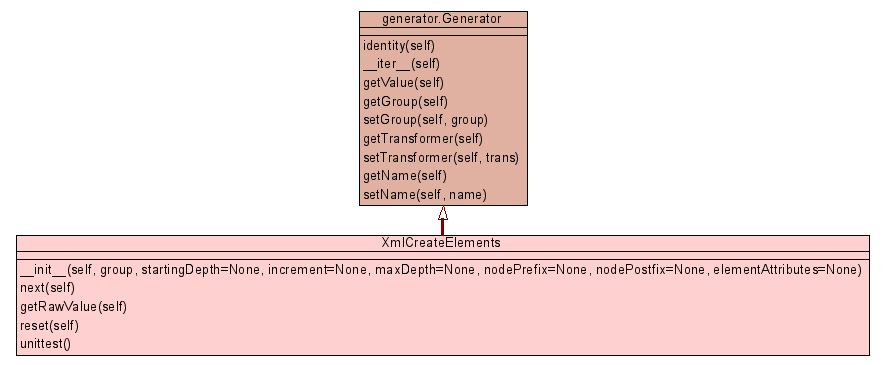 generator.Generator
identity(self)
__iter__(self)
getValue(self)
getGroup(self)
setGroup(self, group)
getTransformer(self)
setTransformer(self, trans)
getName(self)
setName(self, name)
XmlCreateElements
__init__(self, group, startingDepth=None, increment=None, maxDepth=None, nodePrefix=None, nodePostfix=None, elementAttributes=None)
next(self)
getRawValue(self)
reset(self)
unittest()